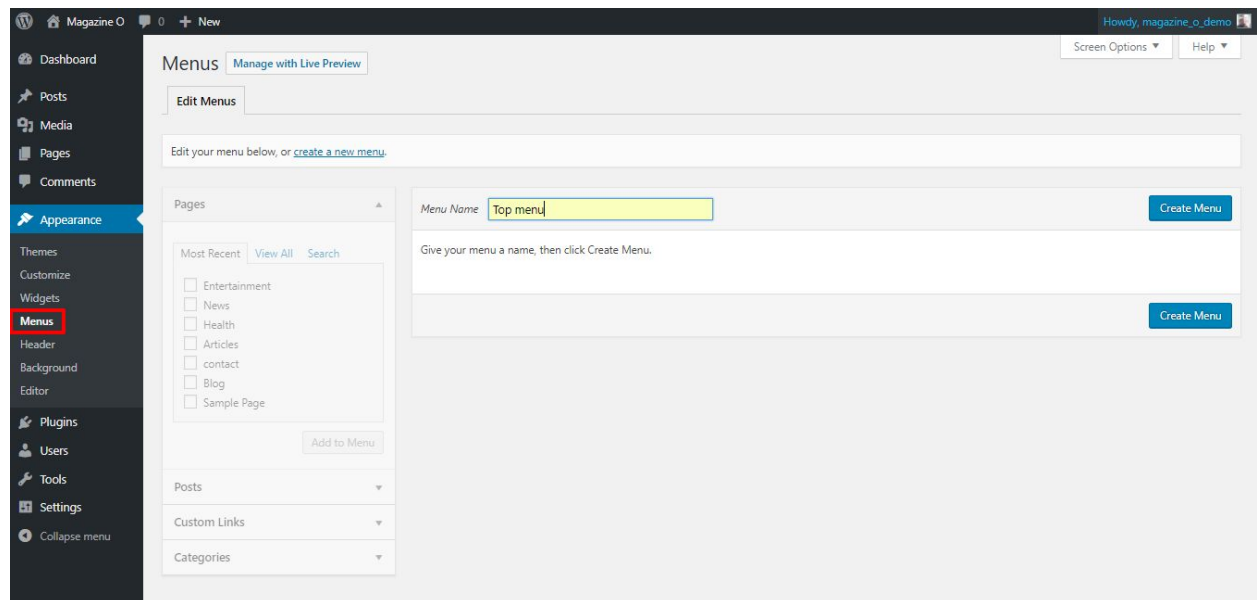 Magazine O 0 New Howdy, magazine_o_demo
Screen Options Help
Dashboard
Posts
Media
Pages
Comments
Appearance
Themes
Customize
Widgets
Menus
Header
Background
Editor
Plugins
Users
Tools
Settings
Collapse menu
Menus Manage with Live Preview
Edit Menus
Edit your menu below, or create a new menu.
Pages
Most Recent View All Search
Entertainment
News
Health
Articles
contact
Blog
Sample Page
Add to Menu
Posts
Custom Links
Categories
Menu Name Top menu Create Menu
Give your menu a name, then click Create Menu.
Create Menu